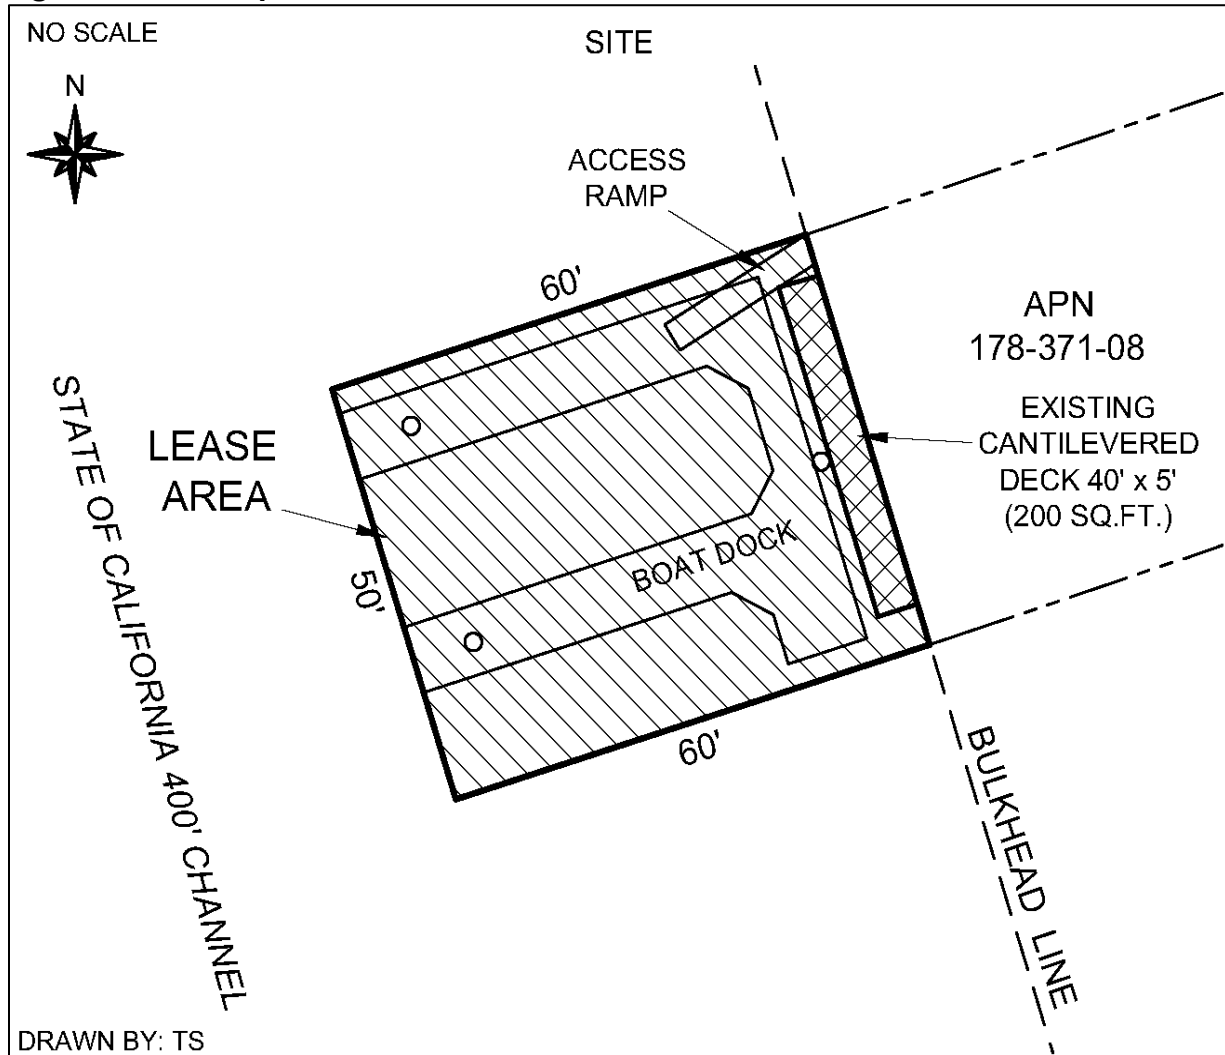 NO SCALE
SITE
N
ACCESS
RAMP
60'
APN
178-371-08
EXISTING
CANTILEVERED
DECK 40' x 5'
(200 SQ.FT.)
LEASE
AREA
STATE OF CALIFORNIA 400' CHANNEL
BOAT DOCK
50'
60'
BULKHEAD LINE
DRAWN BY: TS